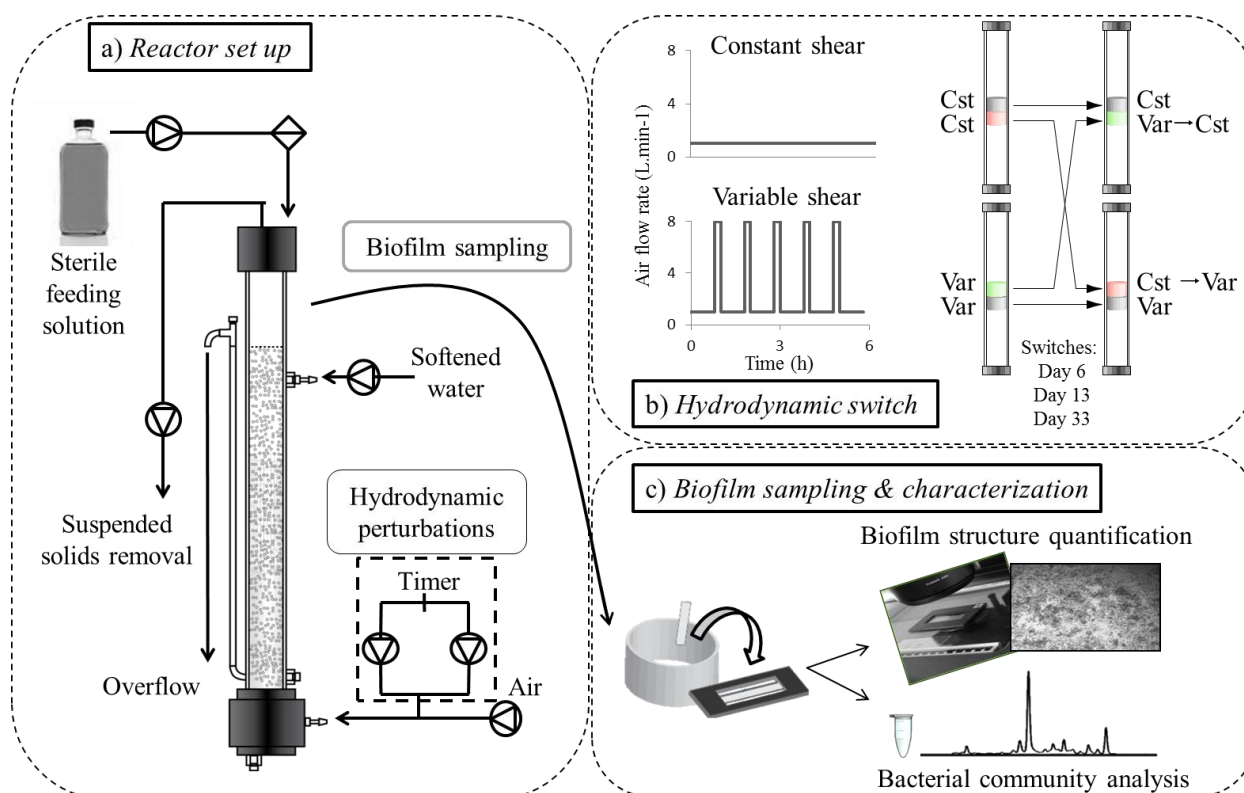 a) Reactor set up
Sterile
feeding
solution
Biofilm sampling
Softened
water
Suspended
solids removal
Hydrodynamic
perturbations
Timer
Overflow
Air
Constant shear
8
4
0
Variable shear
8
4
0
0
3
6
Time (h)
Air flow rate (L.min-1)
Cst
Cst
Cst
Var→Cst
Var
Var
Cst →Var
Var
Switches:
Day 6
Day 13
Day 33
b) Hydrodynamic switch
c) Biofilm sampling & characterization
Biofilm structure quantification
Bacterial community analysis